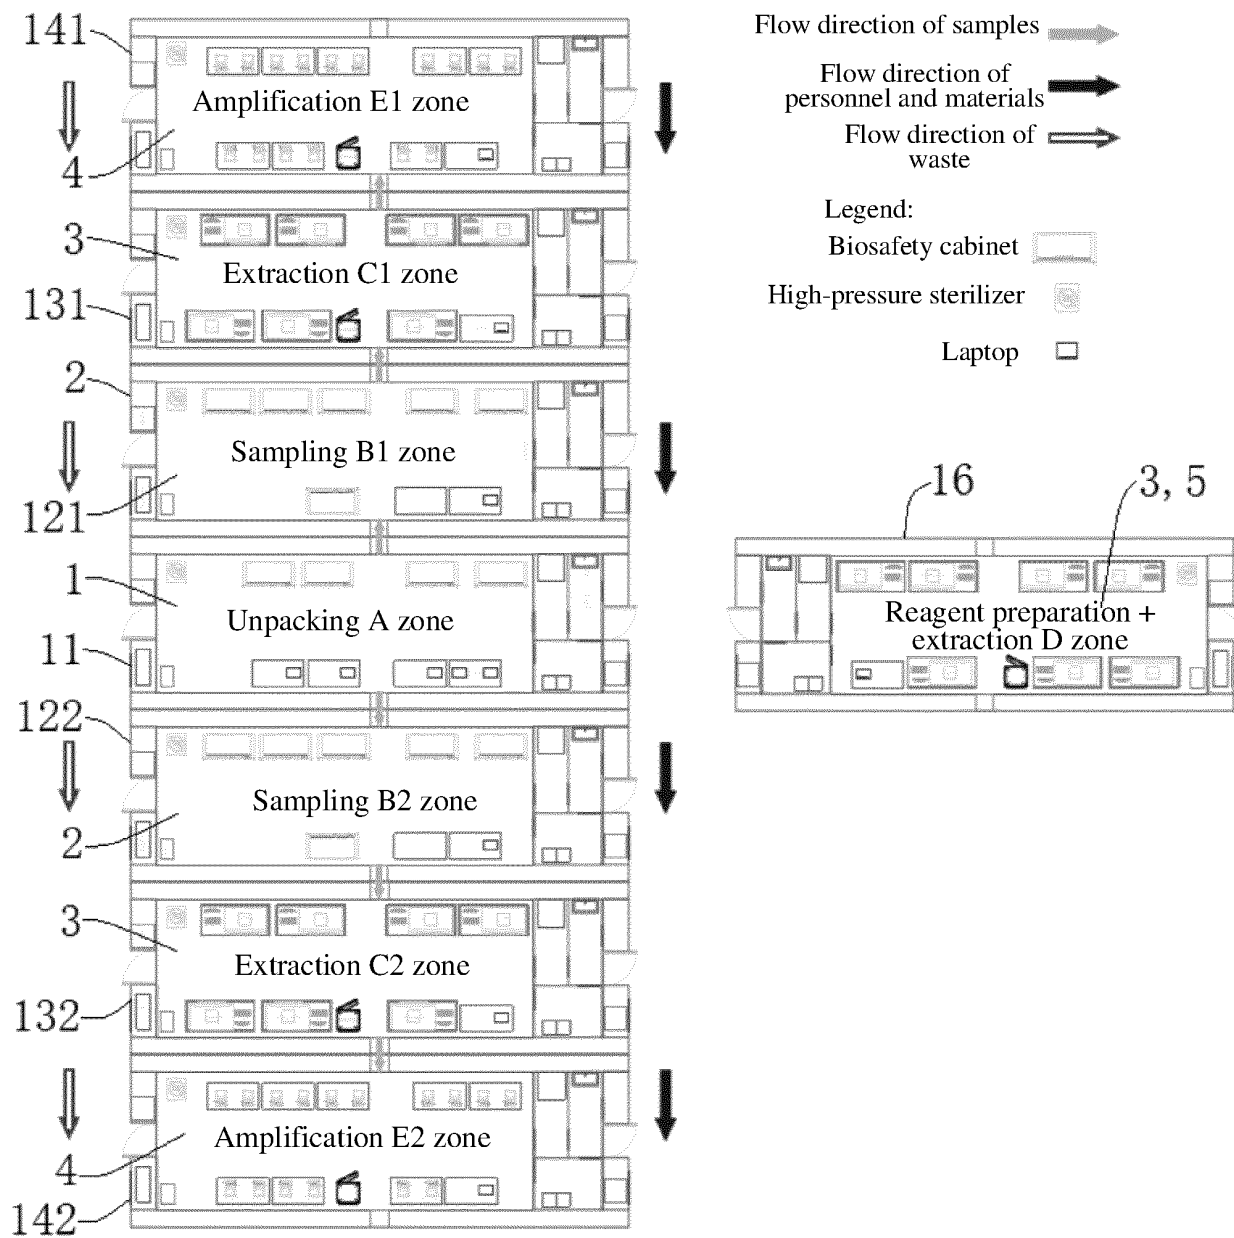 141
Amplification E1 zone
4
3
Extraction C1 zone
131
2
Sampling B1 zone
121
1
Unpacking A zone
11
122
Sampling B2 zone
2
3
Extraction C2 zone
132
Amplification E2 zone
4
142
Flow direction of samples
Flow direction of
personnel and materials
Flow direction of
waste
Legend:
Biosafety cabinet
High-pressure sterilizer
Laptop
16
3, 5
Reagent preparation +
extraction D zone